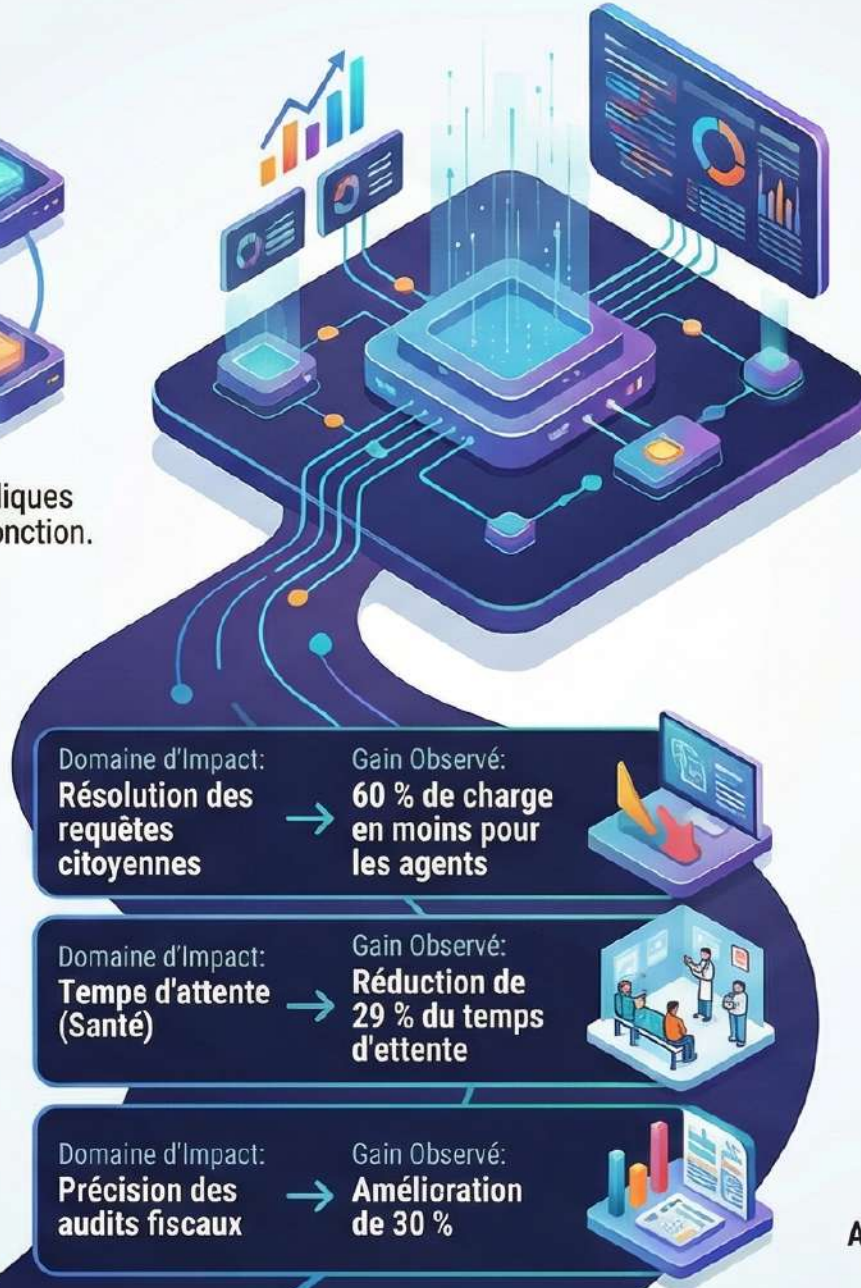 liques
onction.
Domaine d'Impact:
Résolution des
requêtes
citoyennes
→
Gain Observé:
60 % de charge
en moins pour
les agents
Domaine d'Impact:
Temps d'attente
(Santé)
→
Gain Observé:
Réduction de
29 % du temps
d'ettente
Domaine d'Impact:
Précision des
audits fiscaux
→
Gain Observé:
Amélioration
de 30 %
A